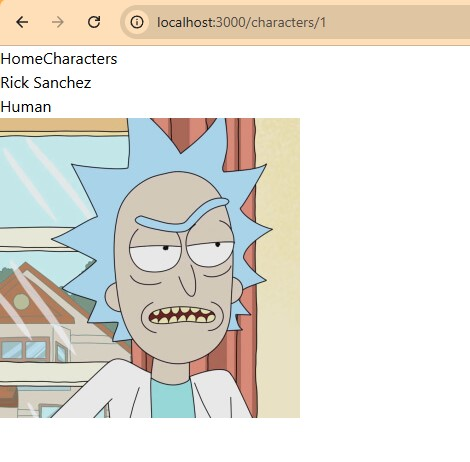 localhost:3000/characters/1
HomeCharacters
Rick Sanchez
Human